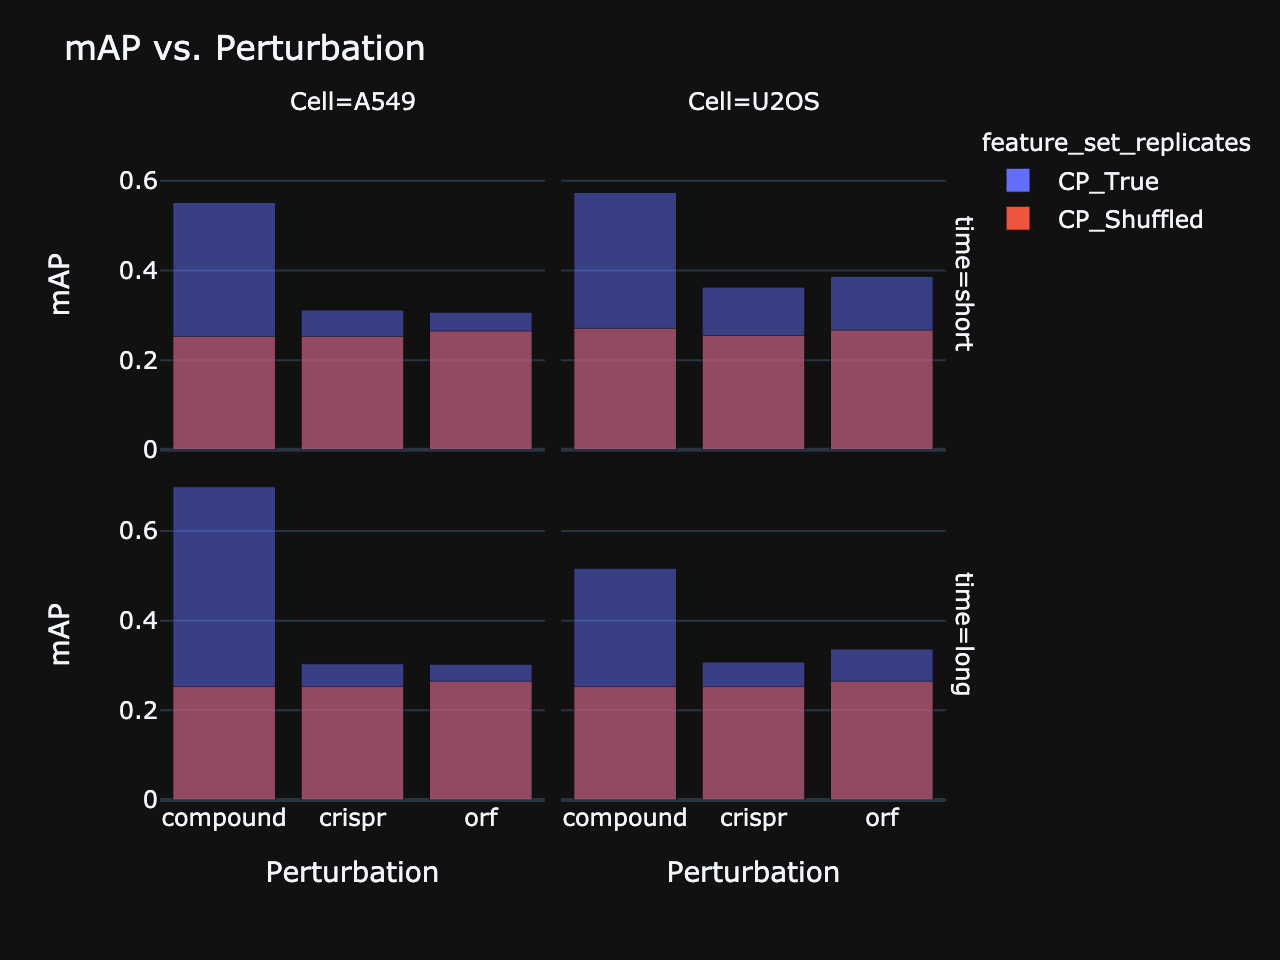 mAP vs. Perturbation
Cell=A549
Cell=U2OS
feature_set_replicates
CP_True
CP_Shuffled
mAP
0.6
0.4
0.2
0
time=short
mAP
0.6
0.4
0.2
0
time=long
compound
crispr
orf
compound
crispr
orf
Perturbation
Perturbation